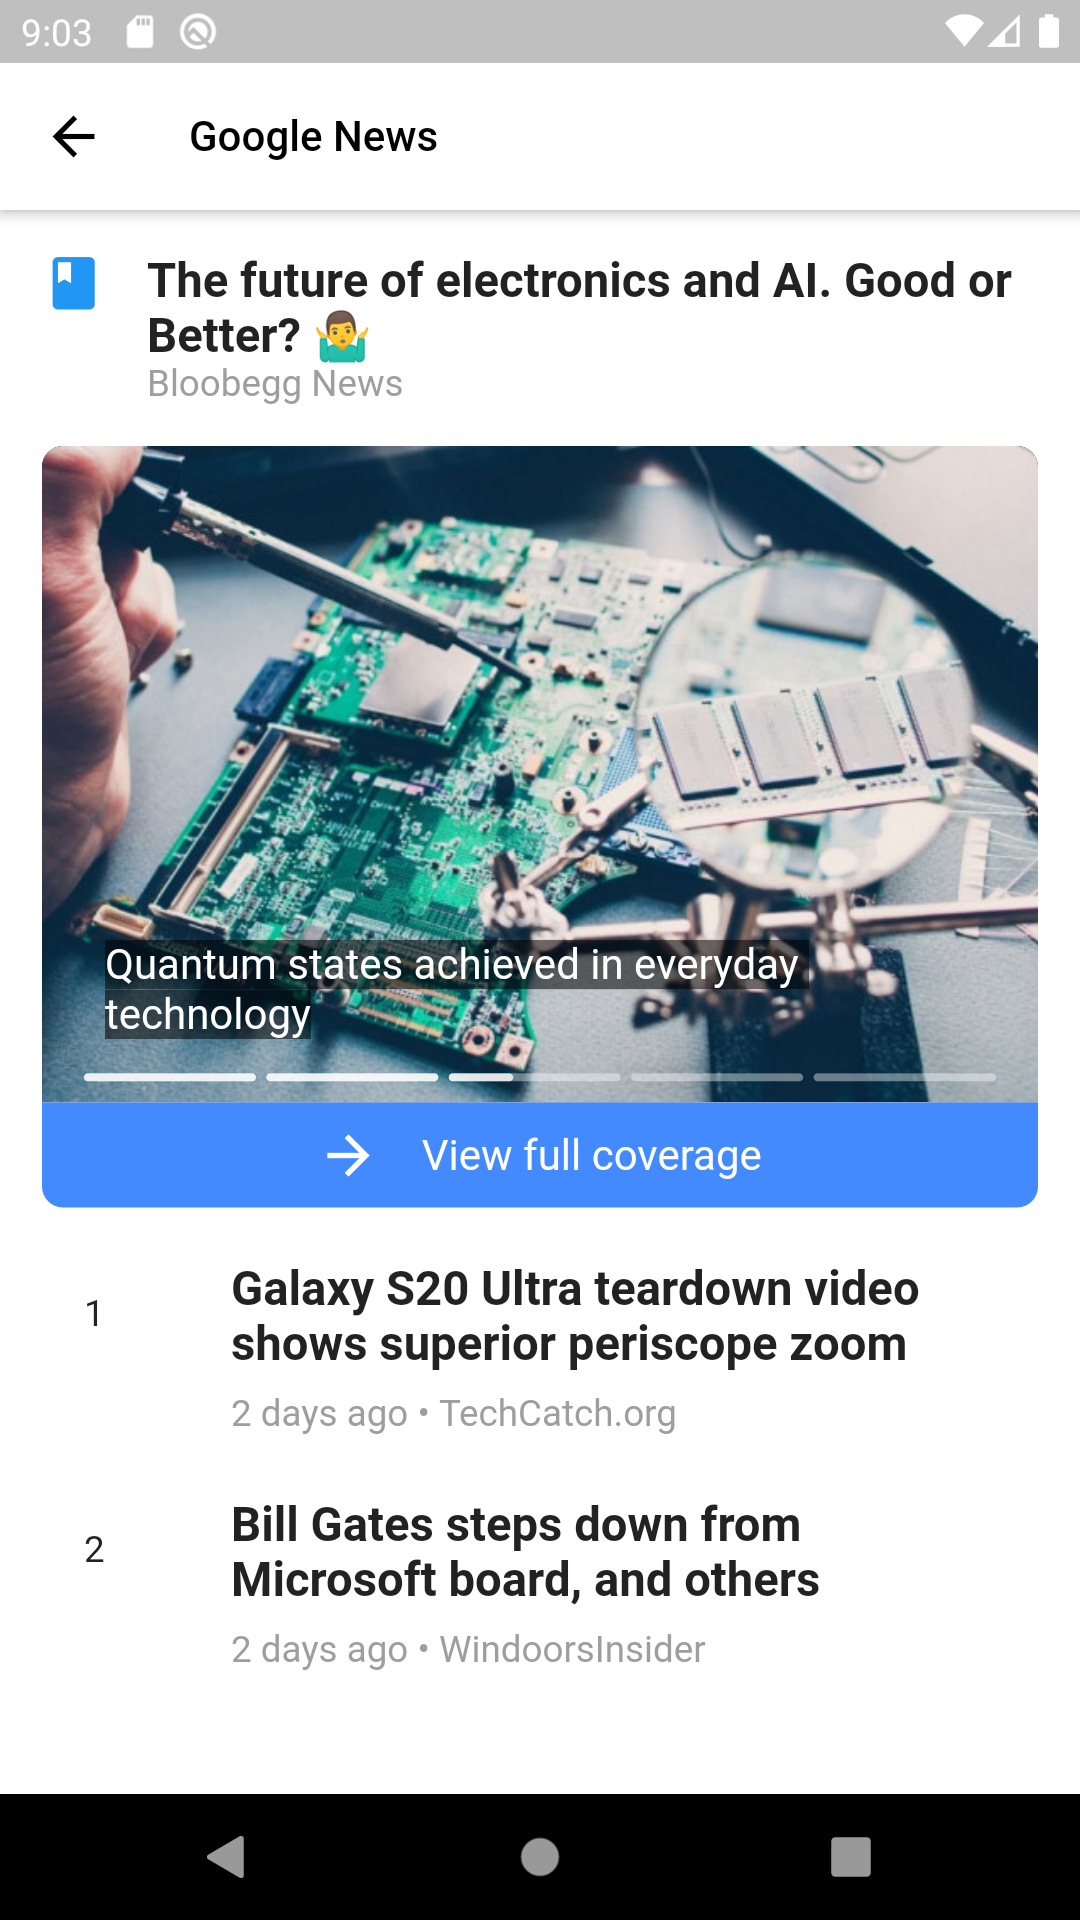 9:03
Google News
The future of electronics and AI. Good or
Better? 🤷‍♂️
Bloobegg News
Quantum states achieved in everyday
technology
View full coverage
1
Galaxy S20 Ultra teardown video
shows superior periscope zoom
2 days ago • TechCatch.org
2
Bill Gates steps down from
Microsoft board, and others
2 days ago • WindoorsInsider